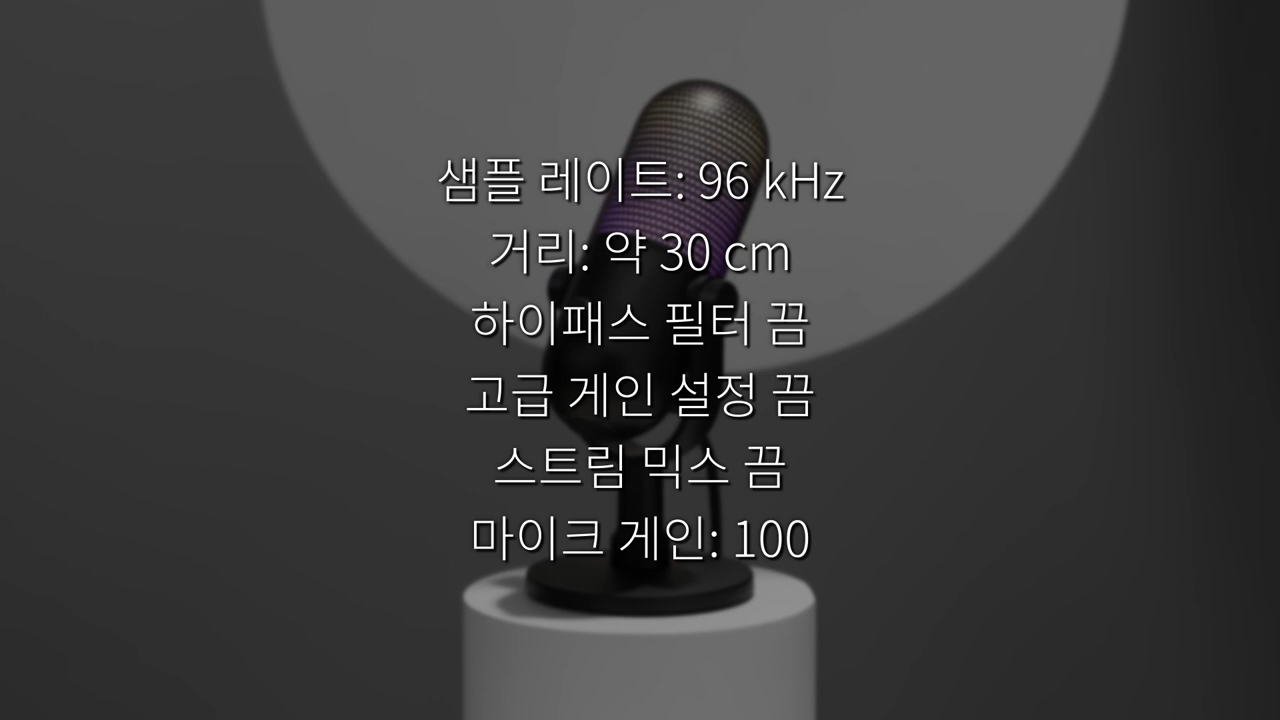 샘플 레이트: 96 kHz
거리: 약 30 cm
하이패스 필터 끔
고급 게인 설정 끔
스트림 믹스 끔
마이크 게인: 100